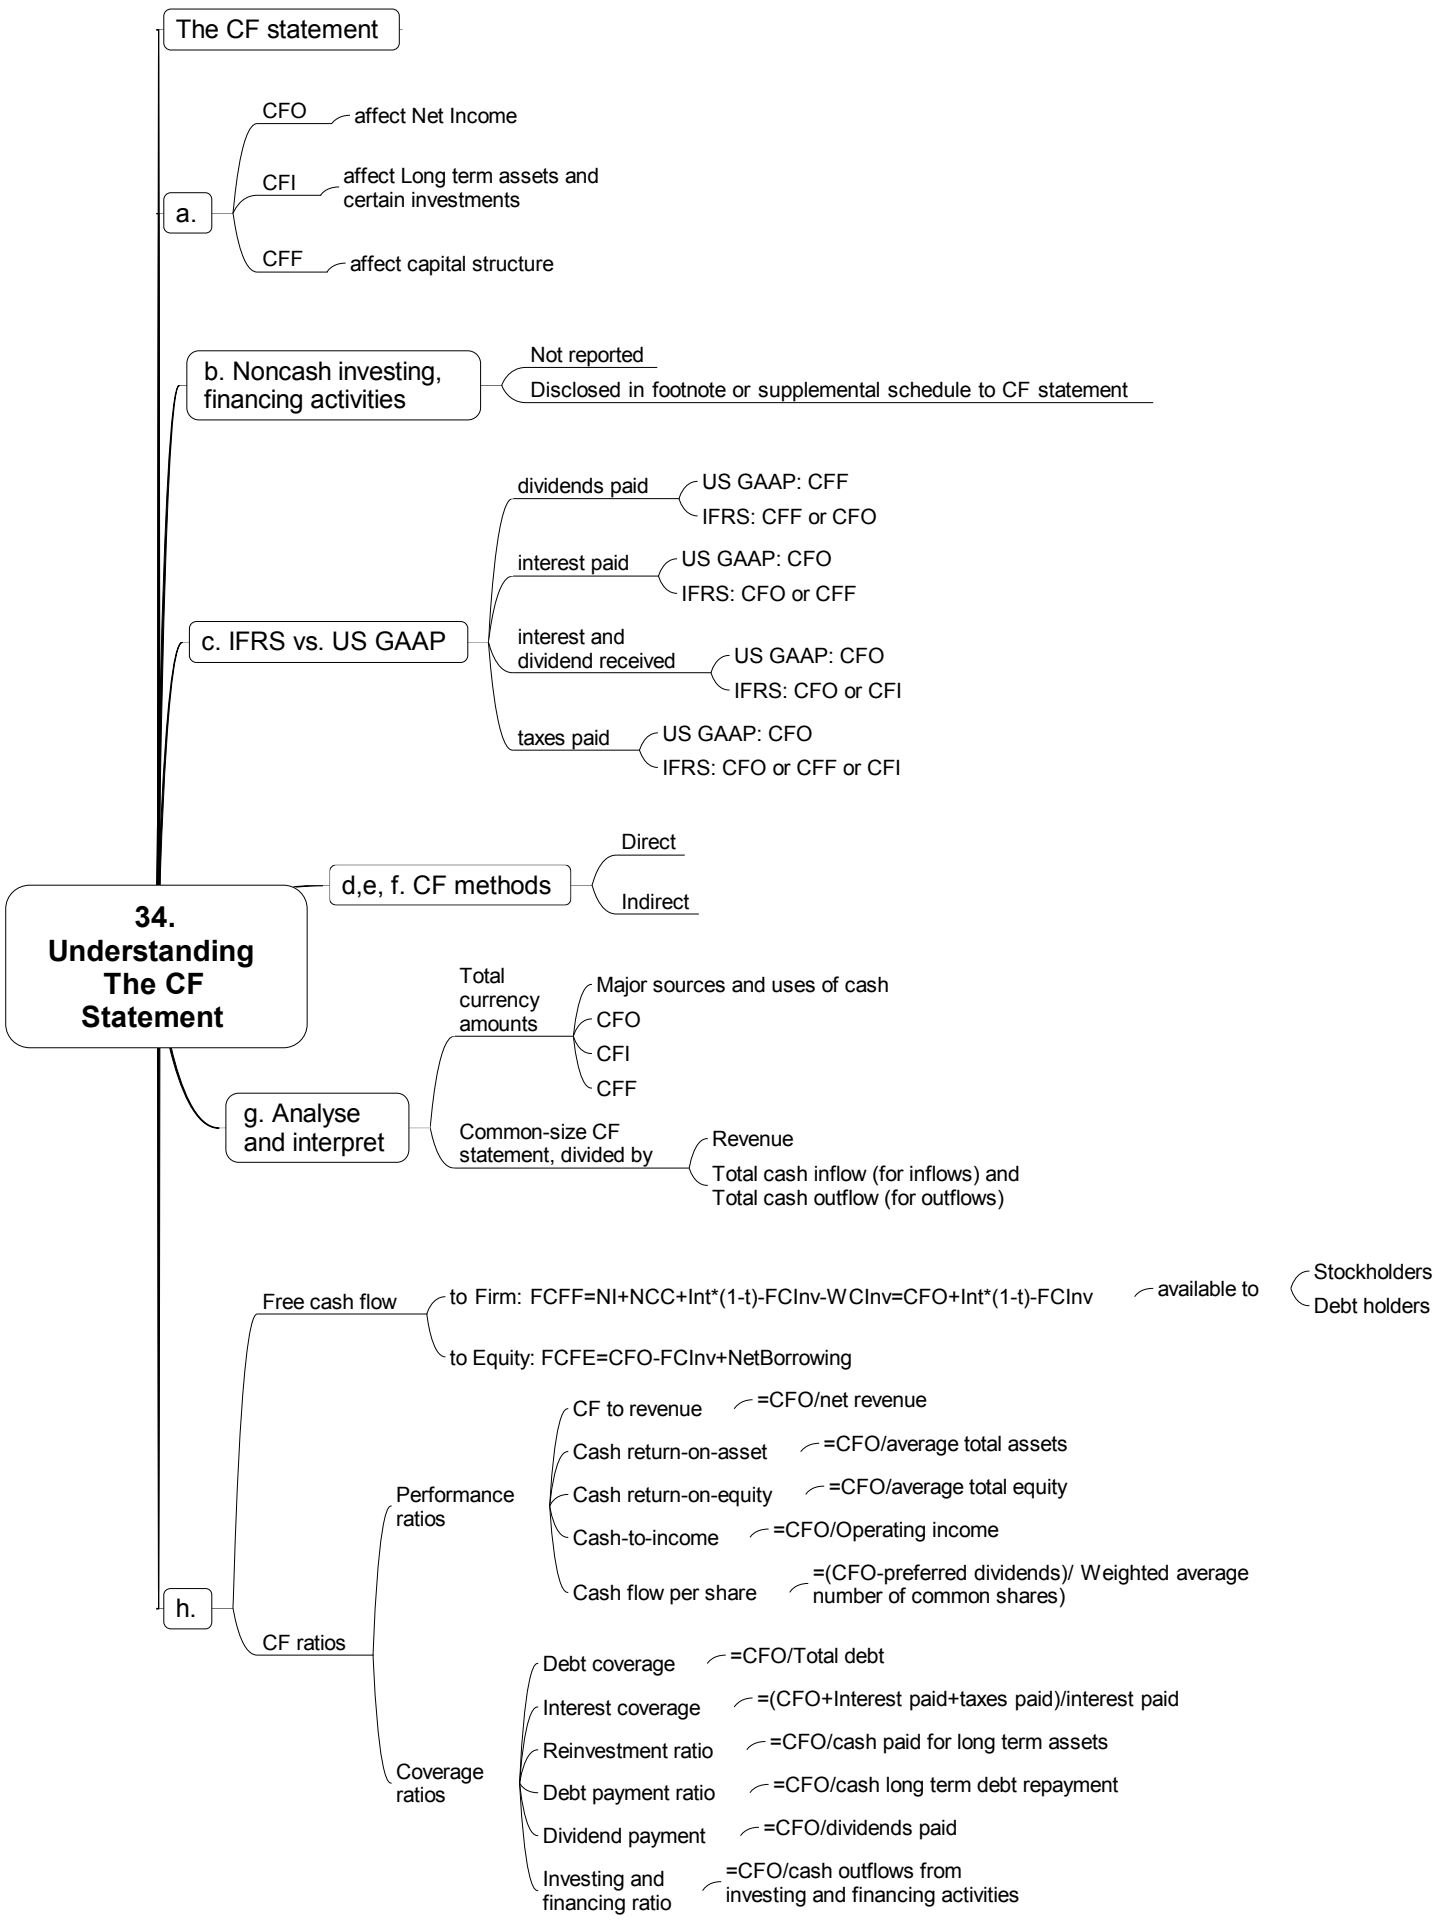 The CF statement
a.
CFO
affect Net Income
CFI
affect Long term assets and
certain investments
CFF
affect capital structure
b. Noncash investing,
financing activities
Not reported
Disclosed in footnote or supplemental schedule to CF statement
c. IFRS vs. US GAAP
dividends paid
US GAAP: CFF
IFRS: CFF or CFO
interest paid
US GAAP: CFO
IFRS: CFO or CFF
interest and
dividend received
US GAAP: CFO
IFRS: CFO or CFI
taxes paid
US GAAP: CFO
IFRS: CFO or CFF or CFI
34.
Understanding
The CF
Statement
d,e, f. CF methods
Direct
Indirect
g. Analyse
and interpret
Total
currency
amounts
Major sources and uses of cash
CFO
CFI
CFF
Common-size CF
statement, divided by
Revenue
Total cash inflow (for inflows) and
Total cash outflow (for outflows)
h.
Free cash flow
to Firm: FCFF=NI+NCC+Int*(1-t)-FCInv-WCInv=CFO+Int*(1-t)-FCInv
available to
Stockholders
Debt holders
to Equity: FCFE=CFO-FCInv+NetBorrowing
CF ratios
Performance
ratios
CF to revenue
=CFO/net revenue
Cash return-on-asset
=CFO/average total assets
Cash return-on-equity
=CFO/average total equity
Cash-to-income
=CFO/Operating income
Cash flow per share
=(CFO-preferred dividends)/ Weighted average
number of common shares)
Coverage
ratios
Debt coverage
=CFO/Total debt
Interest coverage
=(CFO+Interest paid+taxes paid)/interest paid
Reinvestment ratio
=CFO/cash paid for long term assets
Debt payment ratio
=CFO/cash long term debt repayment
Dividend payment
=CFO/dividends paid
Investing and
financing ratio
=CFO/cash outflows from
investing and financing activities